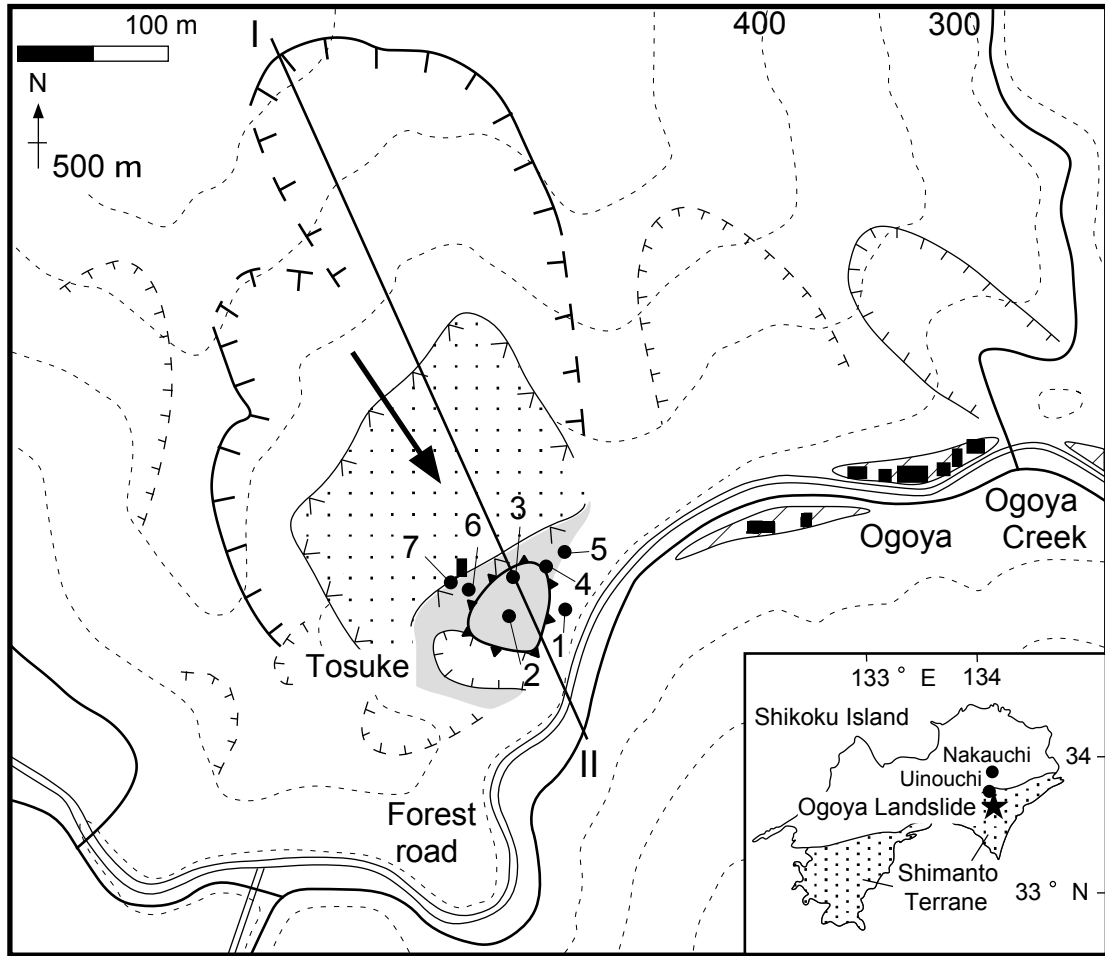 100 m
I
400
300
N
500 m
3
6
7
5
4
1
2
Ogoya
Ogoya
Creek
Tosuke
II
Forest
road
133 ° E
134
Shikoku Island
Nakauchi
34
Uinouchi
Ogoya Landslide
Shimanto
Terrane
33 ° N